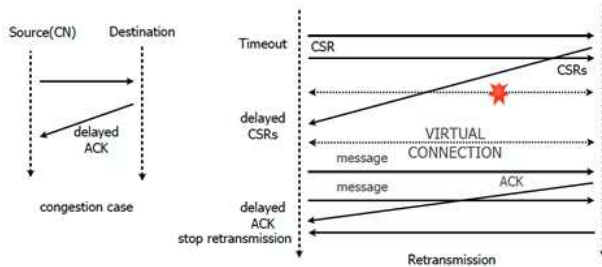 Source(CN) Destination
delayed
ACK
congestion case
Timeout
CSR
CSRs
delayed
CSRs
VIRTUAL
CONNECTION
message
ACK
message
delayed
ACK
stop retransmission
Retransmission